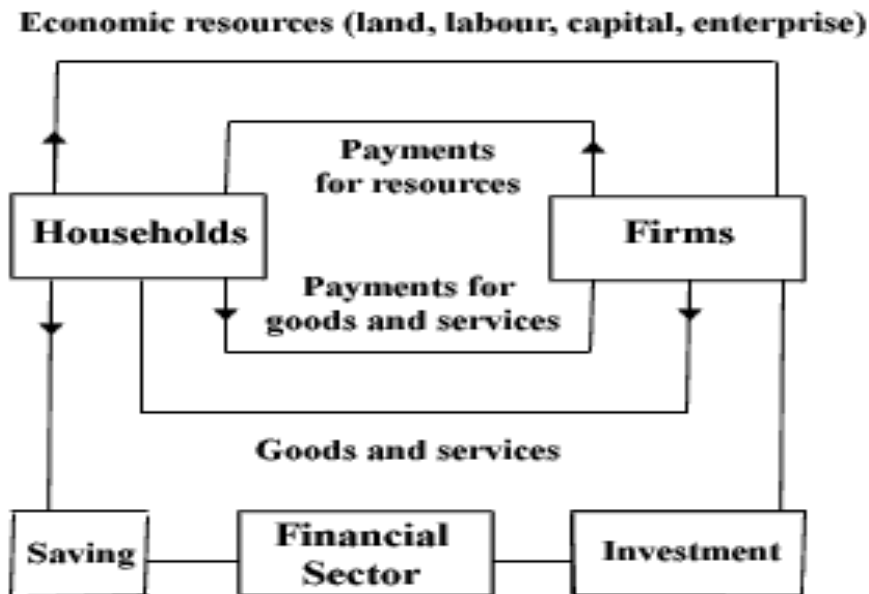 Economic resources (land, labour, capital, enterprise)
Payments
for resources
Households
Firms
Payments for
goods and services
Goods and services
Saving
Financial
Sector
Investment